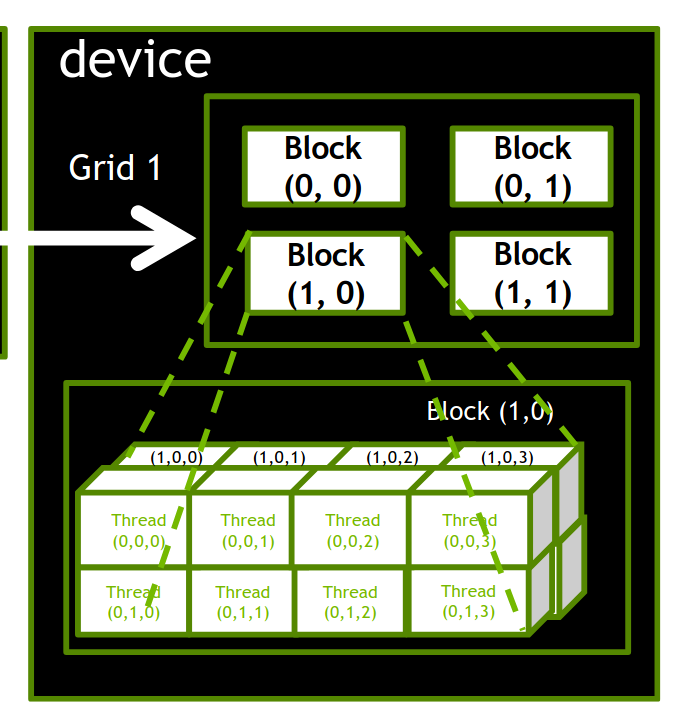 device
Grid 1
Block
(0, 0)
Block
(0, 1)
Block
(1, 0)
Block
(1, 1)
Block (1,0)
(1,0,0)
(1,0,1)
(1,0,2)
(1,0,3)
Thread
(0,0,0)
Thread
(0,0,1)
Thread
(0,0,2)
Thread
(0,0,3)
Thread
(0,1,0)
Thread
(0,1,1)
Thread
(0,1,2)
Thread
(0,1,3)